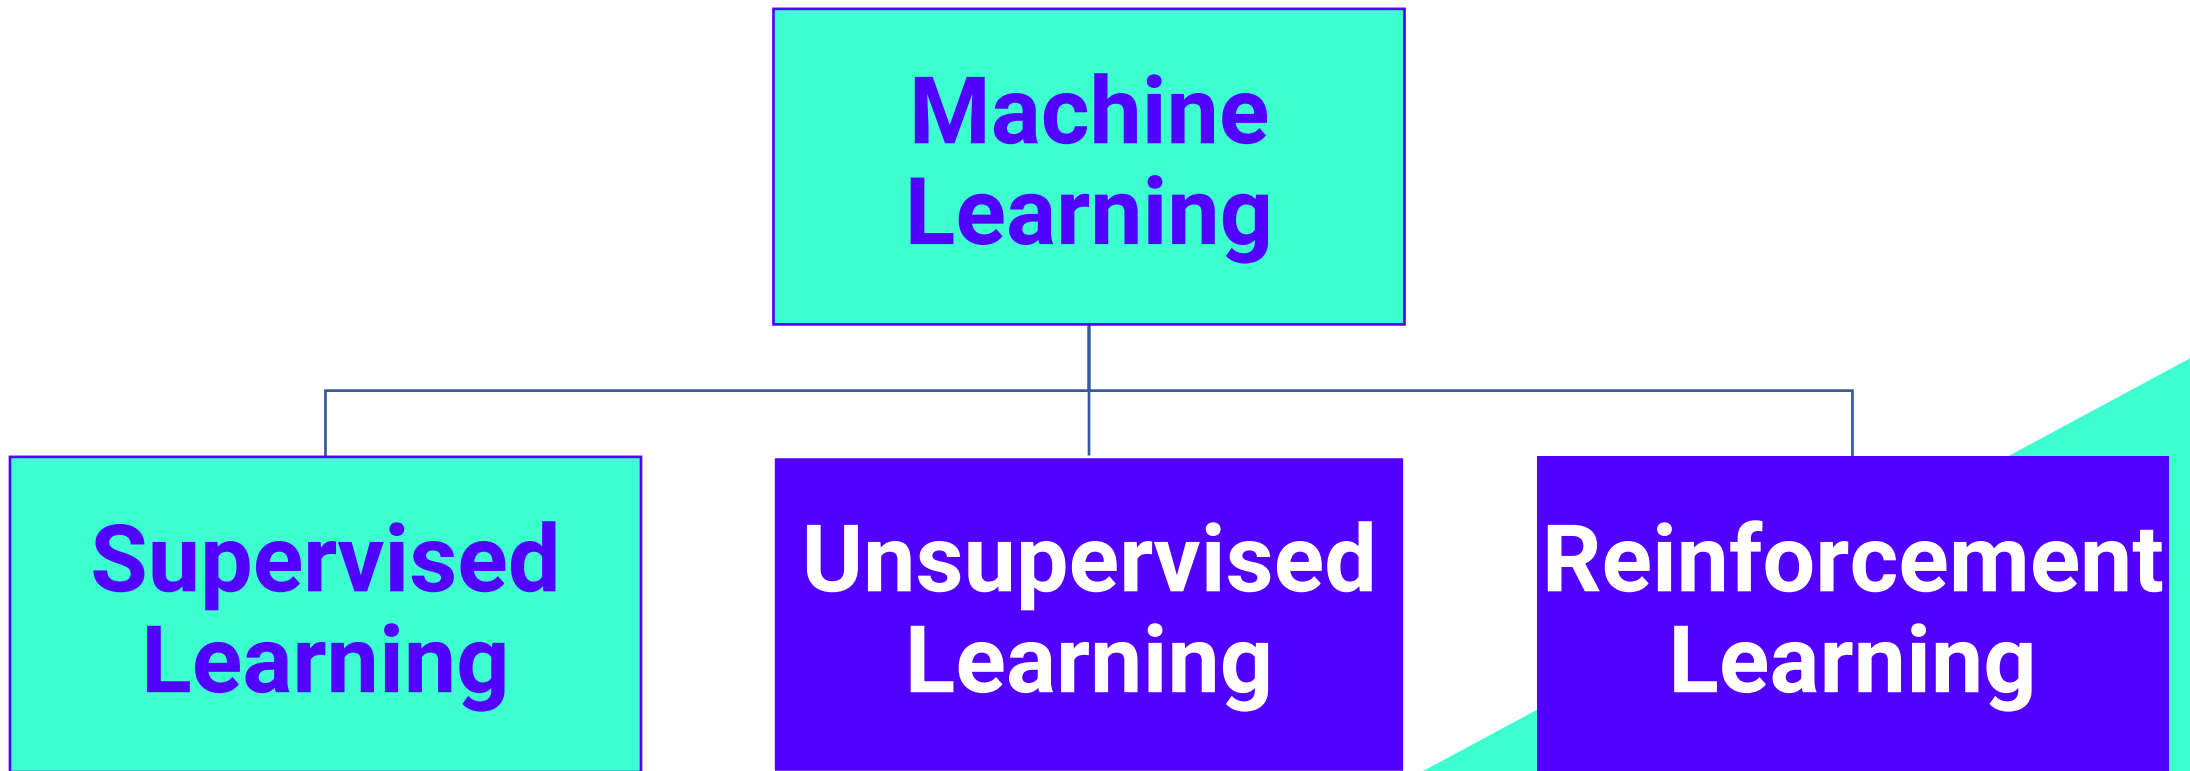 Machine
Learning
Supervised
Learning
Unsupervised
Learning
Reinforcement
Learning